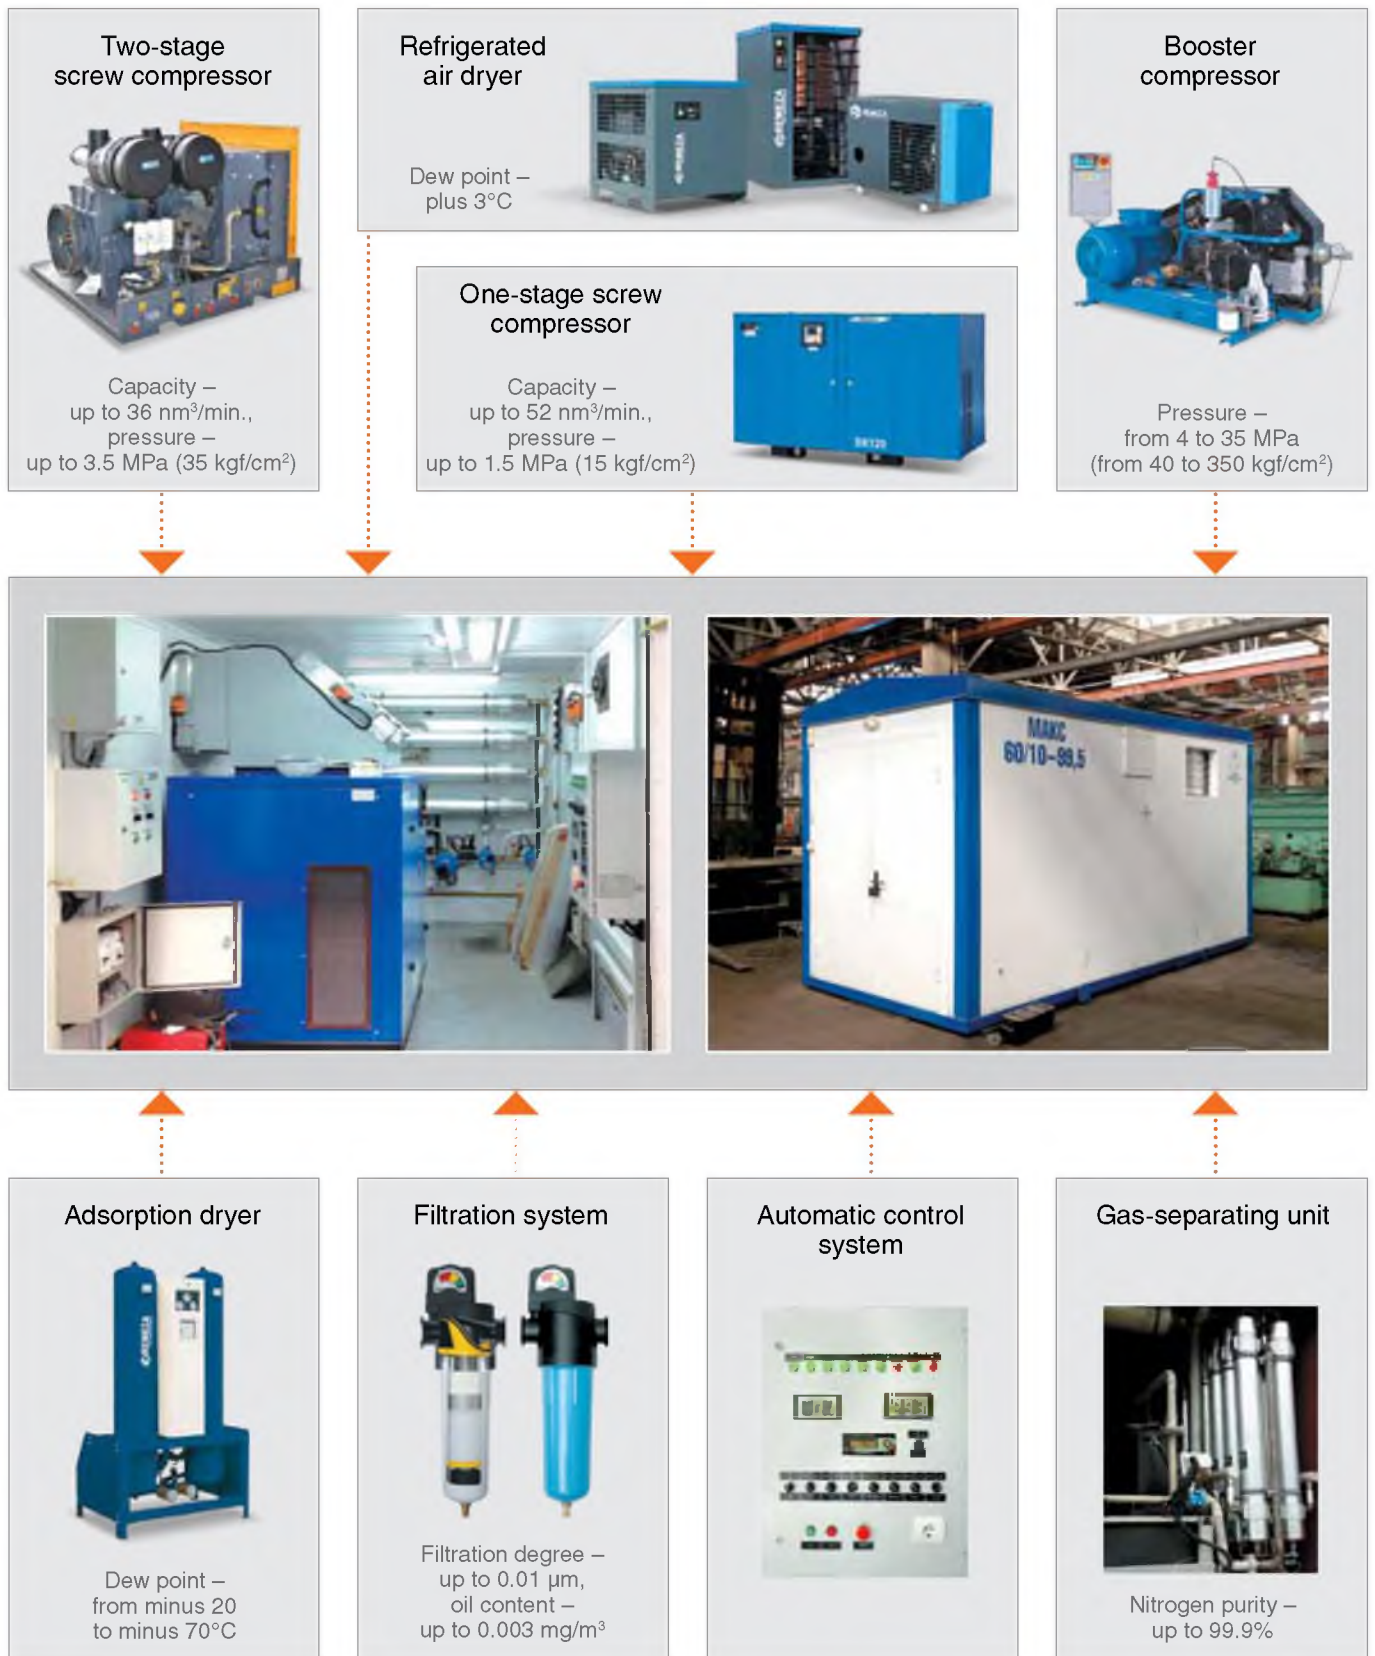 Two-stage
screw compressor
Capacity –
up to 36 nm³/min.,
pressure –
up to 3.5 MPa (35 kgf/cm²)
Refrigerated
air dryer
Dew point –
plus 3°C
REMEZA
REMEZA
REMEZA
One-stage screw
compressor
Capacity –
up to 52 nm³/min.,
pressure –
up to 1.5 MPa (15 kgf/cm²)
BK120
Booster
compressor
Pressure –
from 4 to 35 MPa
(from 40 to 350 kgf/cm²)
МАКС
60/10–99,5
Adsorption dryer
REMEZA
Dew point –
from minus 20
to minus 70°C
Filtration system
Filtration degree –
up to 0.01 µm,
oil content –
up to 0.003 mg/m³
Automatic control
system
Gas-separating unit
Nitrogen purity –
up to 99.9%